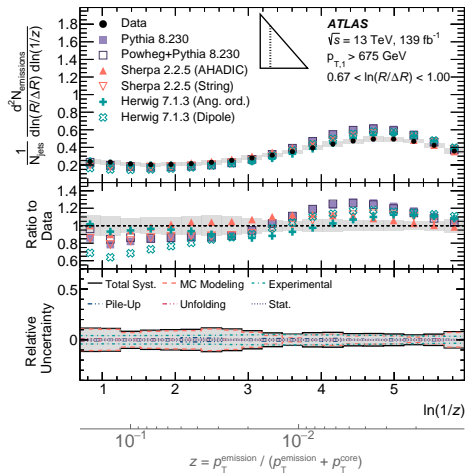 2.0
1.8
1.6
1.4
1.2
1.0
0.8
0.6
0.4
0.2
1/N_jets d²N_emissions / dln(R/ΔR) dln(1/z)
Data
Pythia 8.230
Powheg+Pythia 8.230
Sherpa 2.2.5 (AHADIC)
Sherpa 2.2.5 (String)
Herwig 7.1.3 (Ang. ord.)
Herwig 7.1.3 (Dipole)
ATLAS
√s = 13 TeV, 139 fb⁻¹
p_T,1 > 675 GeV
0.67 < ln(R/ΔR) < 1.00
1.4
1.2
1.0
0.8
0.6
Ratio to
Data
Total Syst. MC Modeling Experimental
Pile-Up Unfolding Stat.
0.5
0
Relative
Uncertainty
1 2 3 4 5
ln(1/z)
10⁻¹ 10⁻²
z = p_T^emission / (p_T^emission + p_T^core)